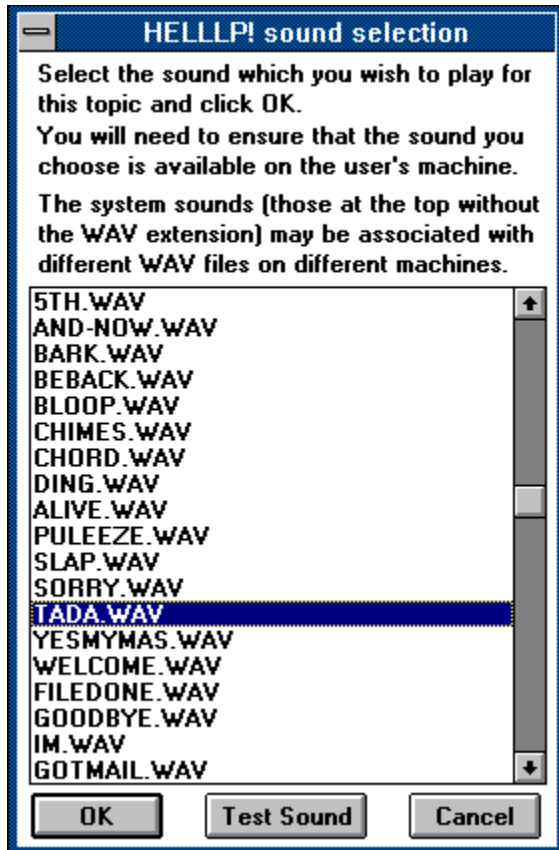 HELLLP! sound selection
Select the sound which you wish to play for
this topic and click OK.
You will need to ensure that the sound you
choose is available on the user's machine.
The system sounds (those at the top without
the WAV extension) may be associated with
different WAV files on different machines.
5TH.WAV
AND-NOW.WAV
BARK.WAV
BEBACK.WAV
BLOOP.WAV
CHIMES.WAV
CHORD.WAV
DING.WAV
ALIVE.WAV
PULEEZE.WAV
SLAP.WAV
SORRY.WAV
TADA.WAV
YESMYMAS.WAV
WELCOME.WAV
FILEDONE.WAV
GOODBYE.WAV
IM.WAV
GOTMAIL.WAV
OK Test Sound Cancel